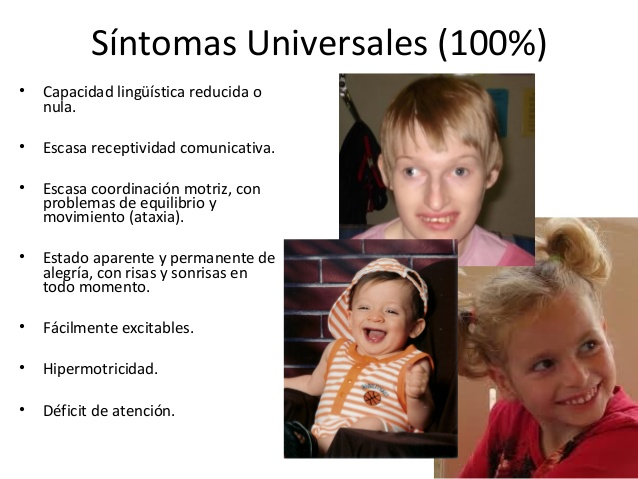 Síntomas Universales (100%)
• Capacidad lingüística reducida o
nula.
• Escasa receptividad comunicativa.
• Escasa coordinación motriz, con
problemas de equilibrio y
movimiento (ataxia).
• Estado aparente y permanente de
alegría, con risas y sonrisas en
todo momento.
• Fácilmente excitables.
• Hipermotricidad.
• Déficit de atención.